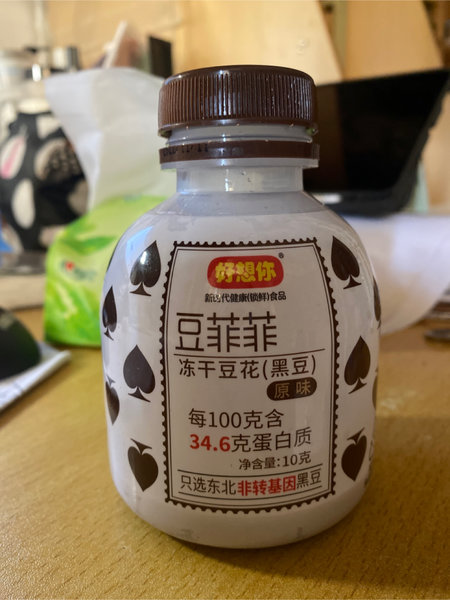 好想你
新四代健康(锁鲜)食品
豆菲菲
冻干豆花(黑豆)
原味
每100克含
34.6克蛋白质
净含量:10克
只选东北非转基因黑豆